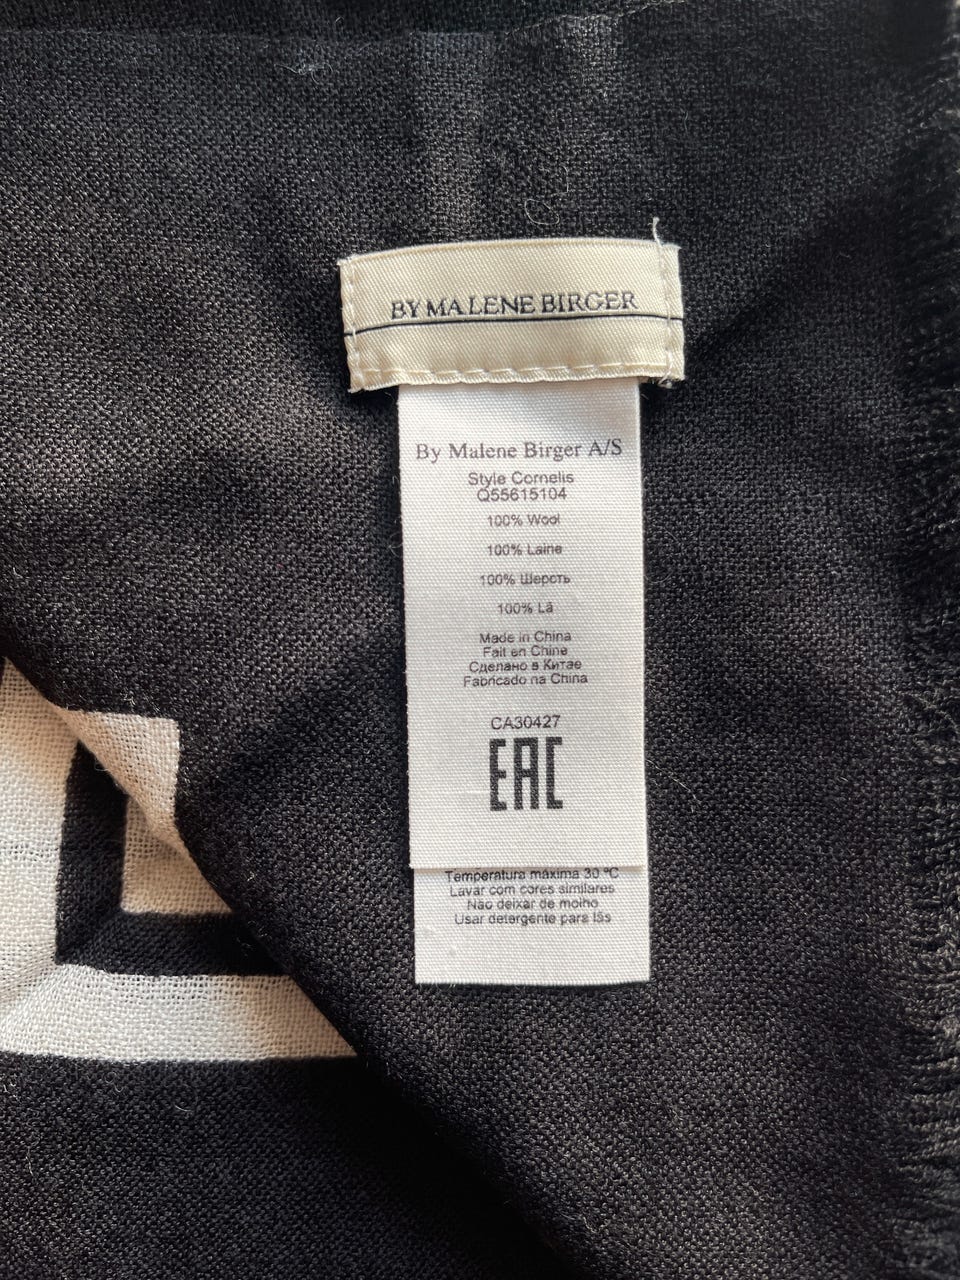 BY MALENE BIRGER
By Malene Birger A/S
Style Cornelis
Q55615104
100% Wool
100% Laine
100% Шерсть
100% Lã
Made in China
Fait en Chine
Сделано в Китае
Fabricado na China
CA30427
EAC
Temperatura máxima 30 ºC
Lavar com cores similares
Não deixar de molho
Usar detergente para lãs